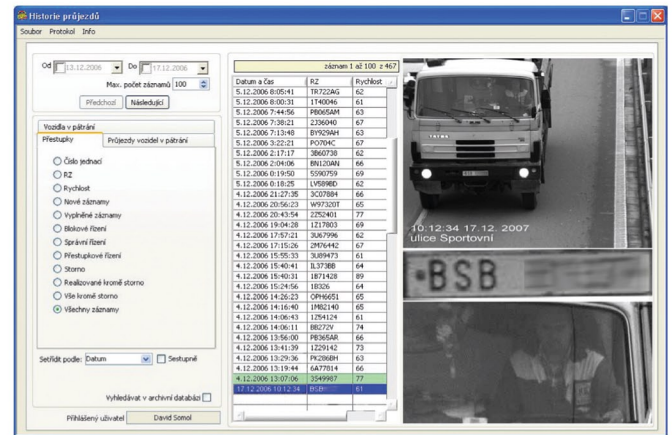 Historie průjezdů
Soubor Protokol Info
Od 13.12.2006 Do 17.12.2006
Max. počet záznamů 100
Předchozí Následující
Vozidla v pátrání
Přestupky Průjezdy vozidel v pátrání
Číslo jednací
RZ
Rychlost
Nové záznamy
Vyplněné záznamy
Blokové řízení
Správní řízení
Přestupkové řízení
Storno
Realizované kromě storno
Vše kromě storno
Všechny záznamy
Setřídit podle: Datum Sestupně
Vyhledávat v archivní databázi
Přihlášený uživatel David Somol
záznam 1 až 100 z 467
Datum a čas RZ Rychlost
5.12.2006 8:05:41 TR722AG 62
5.12.2006 8:00:31 1T40046 61
5.12.2006 7:44:56 PB065AM 63
5.12.2006 7:38:21 2J36040 67
5.12.2006 7:13:48 BY929AH 63
5.12.2006 3:22:21 PO704C 67
5.12.2006 2:17:17 3B60738 62
5.12.2006 2:04:06 BN120AN 66
5.12.2006 0:19:50 5S90759 69
5.12.2006 0:18:25 LV589BD 62
4.12.2006 21:27:35 3C07884 66
4.12.2006 20:56:23 W97320T 65
4.12.2006 20:43:54 2Z52401 77
4.12.2006 19:04:28 1Z17803 69
4.12.2006 17:57:21 3U67996 62
4.12.2006 17:15:26 2M76442 67
4.12.2006 15:55:33 3U89473 61
4.12.2006 15:40:41 IL373BB 64
4.12.2006 15:40:31 1B71428 89
4.12.2006 15:24:56 1B326 64
4.12.2006 14:26:23 OPH6651 65
4.12.2006 14:16:40 1M82140 65
4.12.2006 14:06:43 1Z54124 61
4.12.2006 14:06:11 BB272V 74
4.12.2006 13:56:00 PB365AR 66
4.12.2006 13:41:39 1Z29142 73
4.12.2006 13:29:36 PK286BH 63
4.12.2006 13:19:44 6A77814 66
4.12.2006 13:07:06 3S49987 77
17.12.2006 10:12:34 BSB 61
TATRA
10:12:34 17.12. 2007
ulice Sportovní
BSB